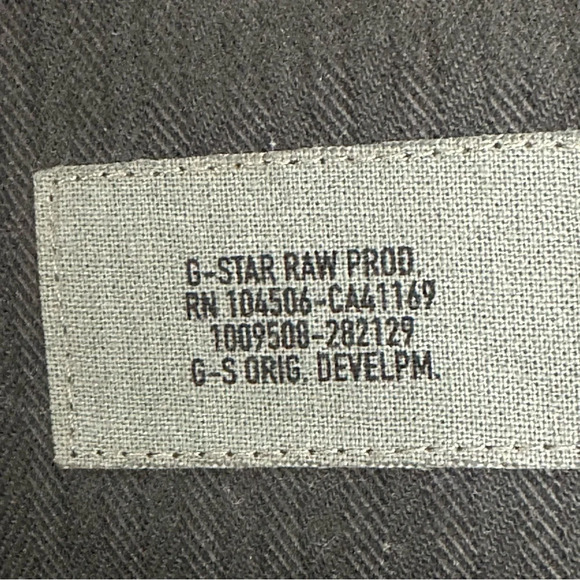 G-STAR RAW PROD.
RN 104506-CA41169
1009508-282129
G-S ORIG. DEVELPM.